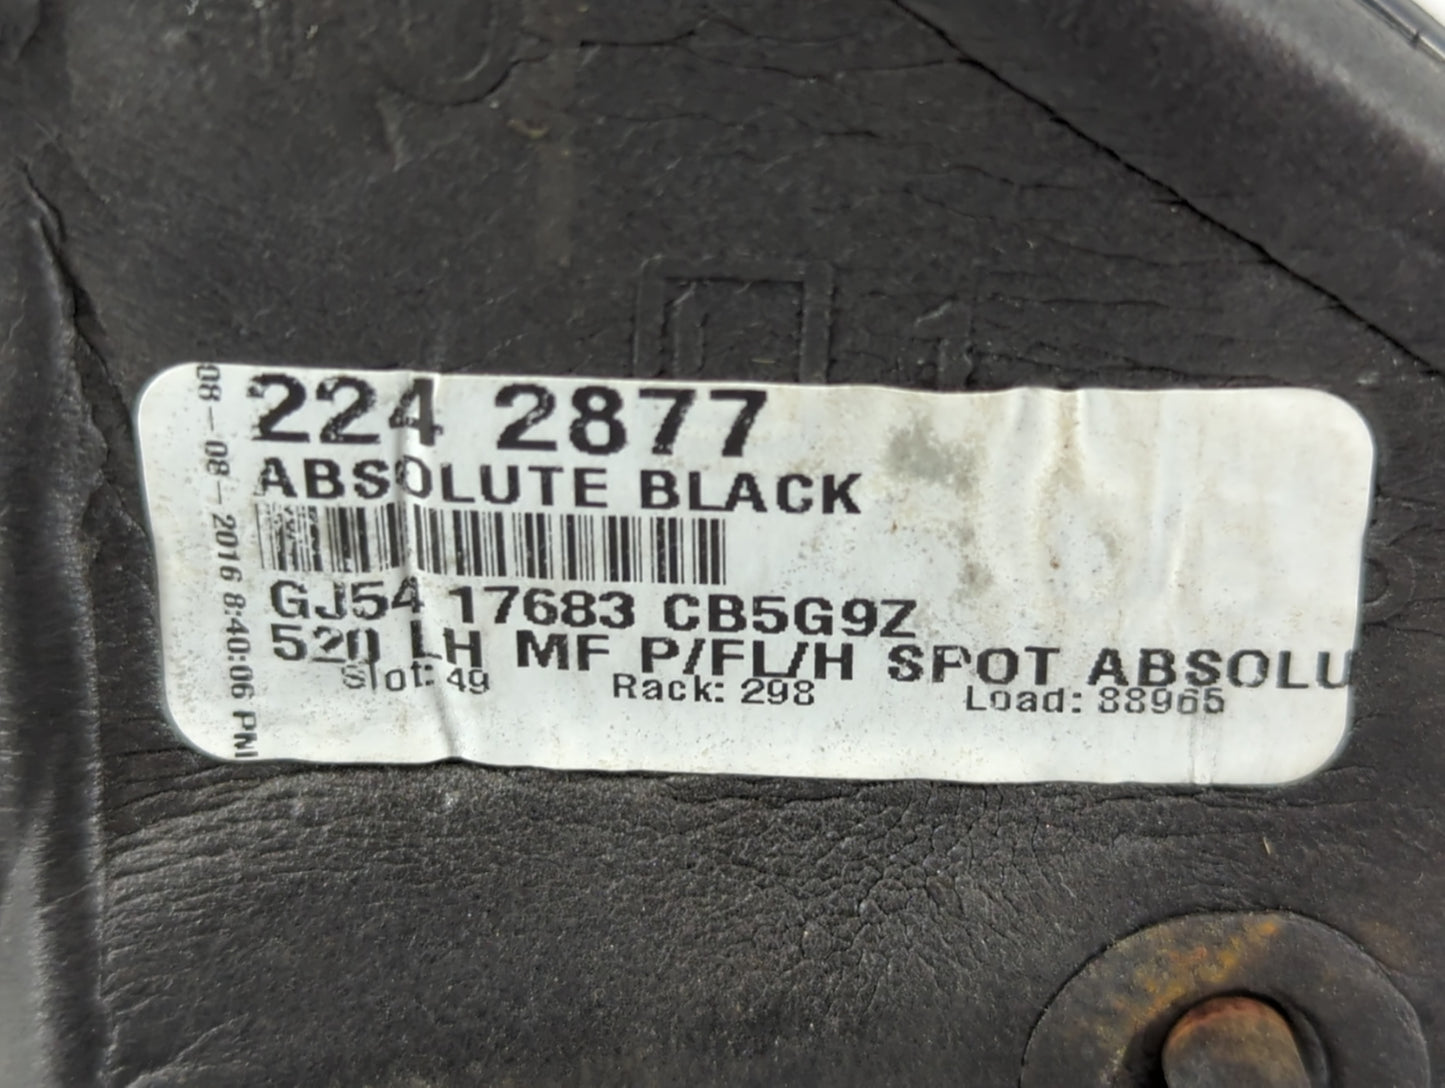 224 2877
ABSOLUTE BLACK
GJ54 17683 CB5G9Z
520 LH MF P/FL/H SPOT ABSOLU
Slot: 49 Rack: 298 Load: 88965
08-08-2016 8:40:06 PM